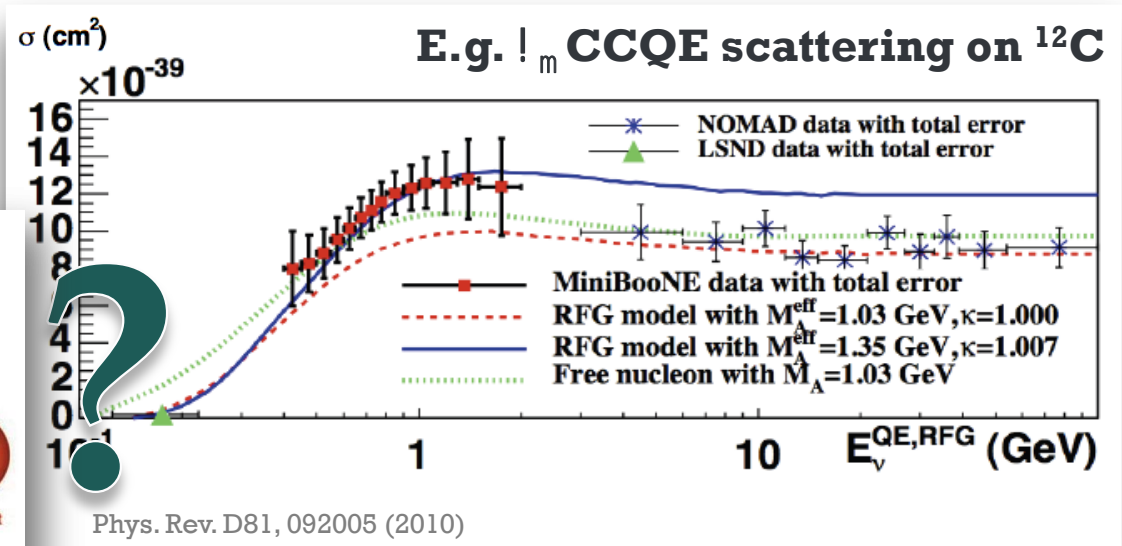 σ (cm²)
E.g. !ₘ CCQE scattering on ¹²C
×10⁻³⁹
16
14
12
10
8
6
4
2
0
NOMAD data with total error
LSND data with total error
MiniBooNE data with total error
RFG model with M_A^eff=1.03 GeV,κ=1.000
RFG model with M_A^eff=1.35 GeV,κ=1.007
Free nucleon with M_A=1.03 GeV
?
10⁻¹ 1 10 E_ν^QE,RFG (GeV)
Phys. Rev. D81, 092005 (2010)